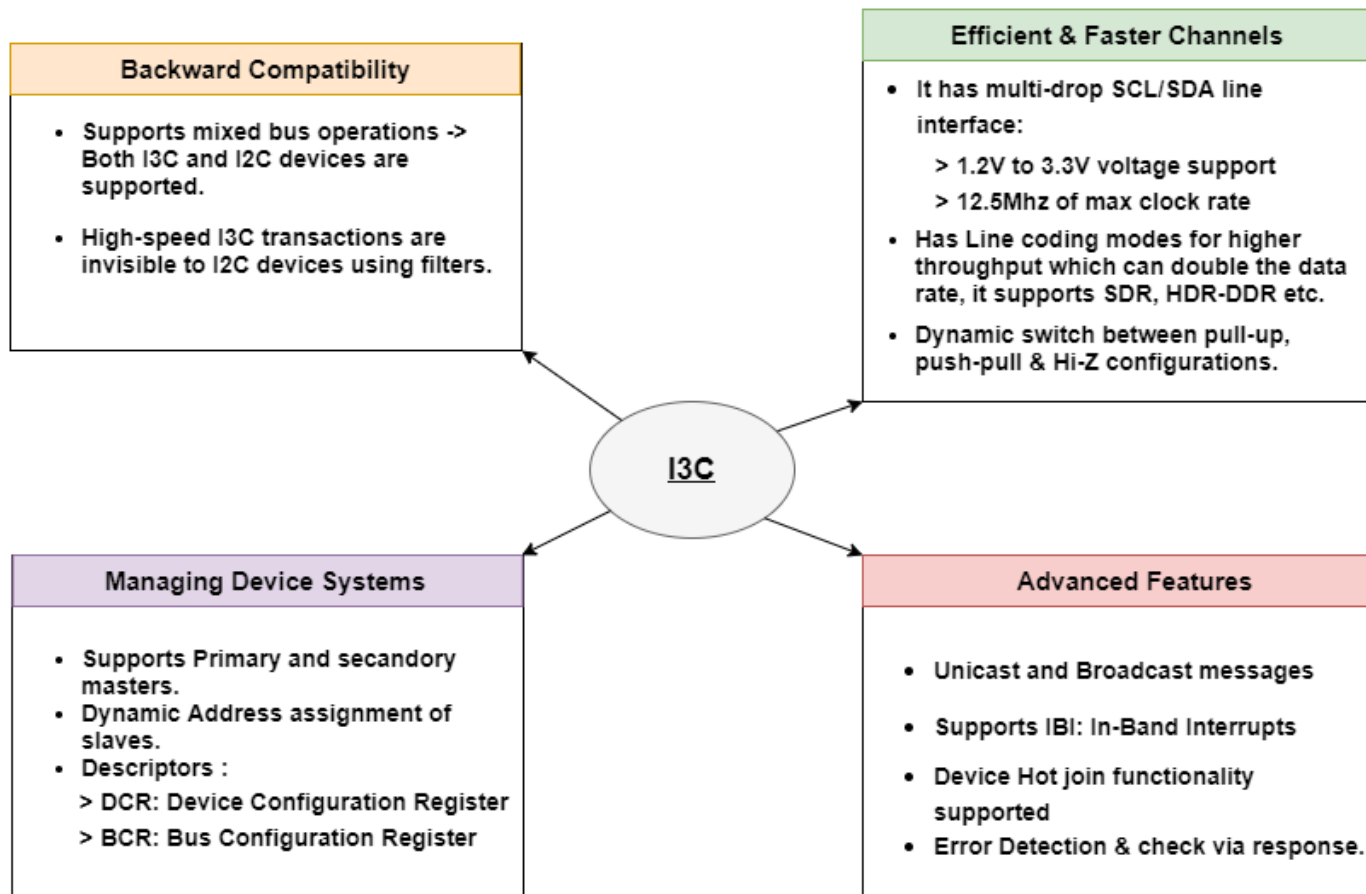 Backward Compatibility
Supports mixed bus operations ->
Both I3C and I2C devices are
supported.
High-speed I3C transactions are
invisible to I2C devices using filters.
Efficient & Faster Channels
It has multi-drop SCL/SDA line
interface:
> 1.2V to 3.3V voltage support
> 12.5Mhz of max clock rate
Has Line coding modes for higher
throughput which can double the data
rate, it supports SDR, HDR-DDR etc.
Dynamic switch between pull-up,
push-pull & Hi-Z configurations.
I3C
Managing Device Systems
Supports Primary and secandory
masters.
Dynamic Address assignment of
slaves.
Descriptors :
> DCR: Device Configuration Register
> BCR: Bus Configuration Register
Advanced Features
Unicast and Broadcast messages
Supports IBI: In-Band Interrupts
Device Hot join functionality
supported
Error Detection & check via response.